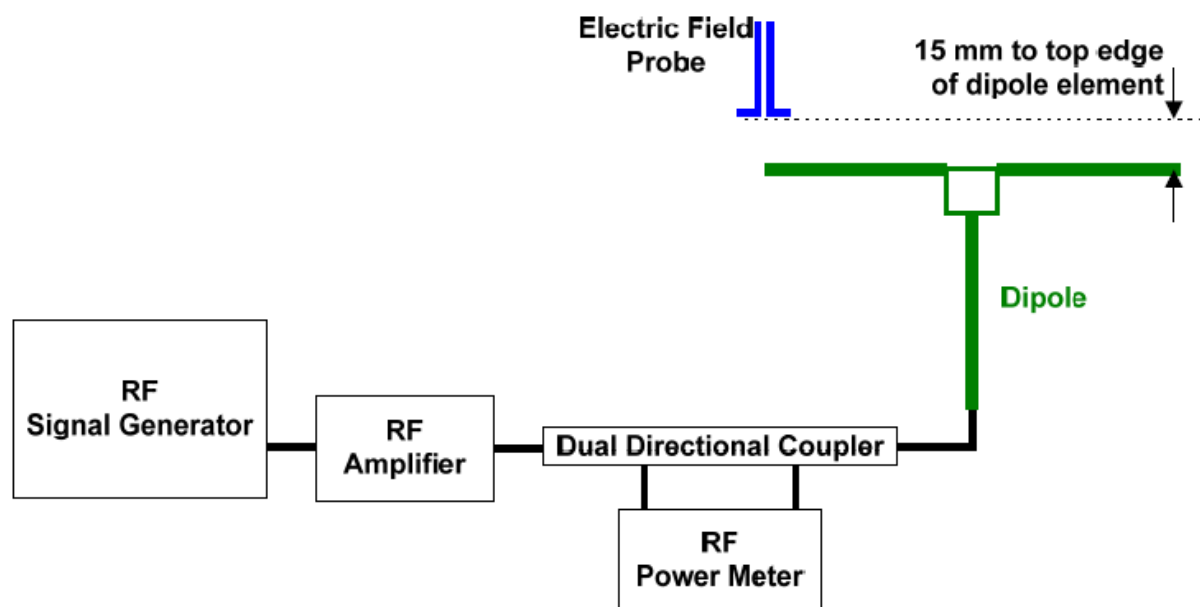 Electric Field
Probe
15 mm to top edge
of dipole element
Dipole
RF
Signal Generator
RF
Amplifier
Dual Directional Coupler
RF
Power Meter